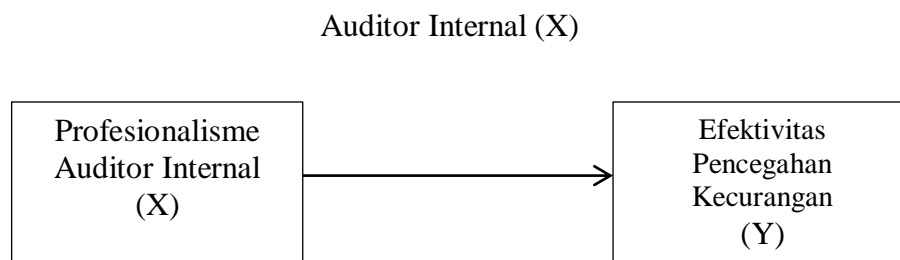 Auditor Internal (X)
Profesionalisme
Auditor Internal
(X)
Efektivitas
Pencegahan
Kecurangan
(Y)